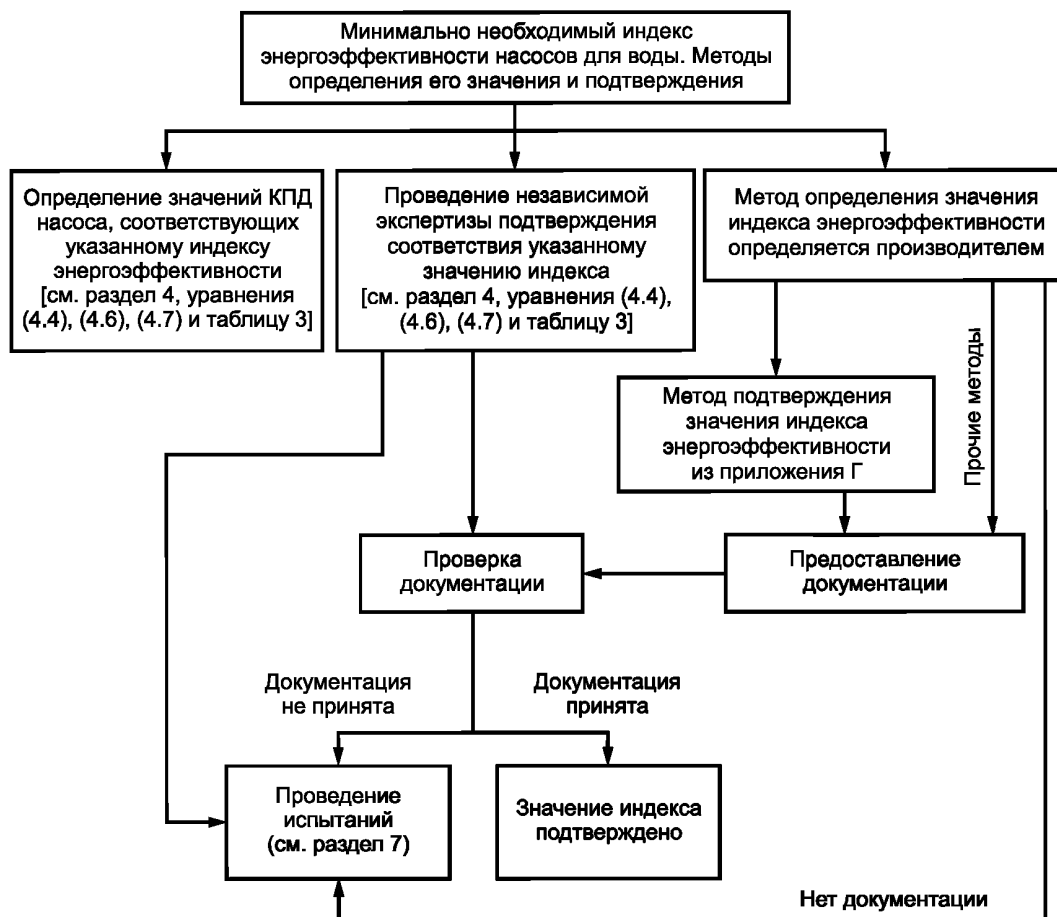 Минимально необходимый индекс
энергоэффективности насосов для воды. Методы
определения его значения и подтверждения
Определение значений КПД
насоса, соответствующих
указанному индексу
энергоэффективности
[см. раздел 4, уравнения
(4.4), (4.6), (4.7) и таблицу 3]
Проведение независимой
экспертизы подтверждения
соответствия указанному
значению индекса
[см. раздел 4, уравнения (4.4),
(4.6), (4.7) и таблицу 3]
Метод определения значения
индекса энергоэффективности
определяется производителем
Метод подтверждения
значения индекса
энергоэффективности
из приложения Г
Прочие методы
Проверка
документации
Предоставление
документации
Документация
не принята
Документация
принята
Проведение
испытаний
(см. раздел 7)
Значение индекса
подтверждено
Нет документации